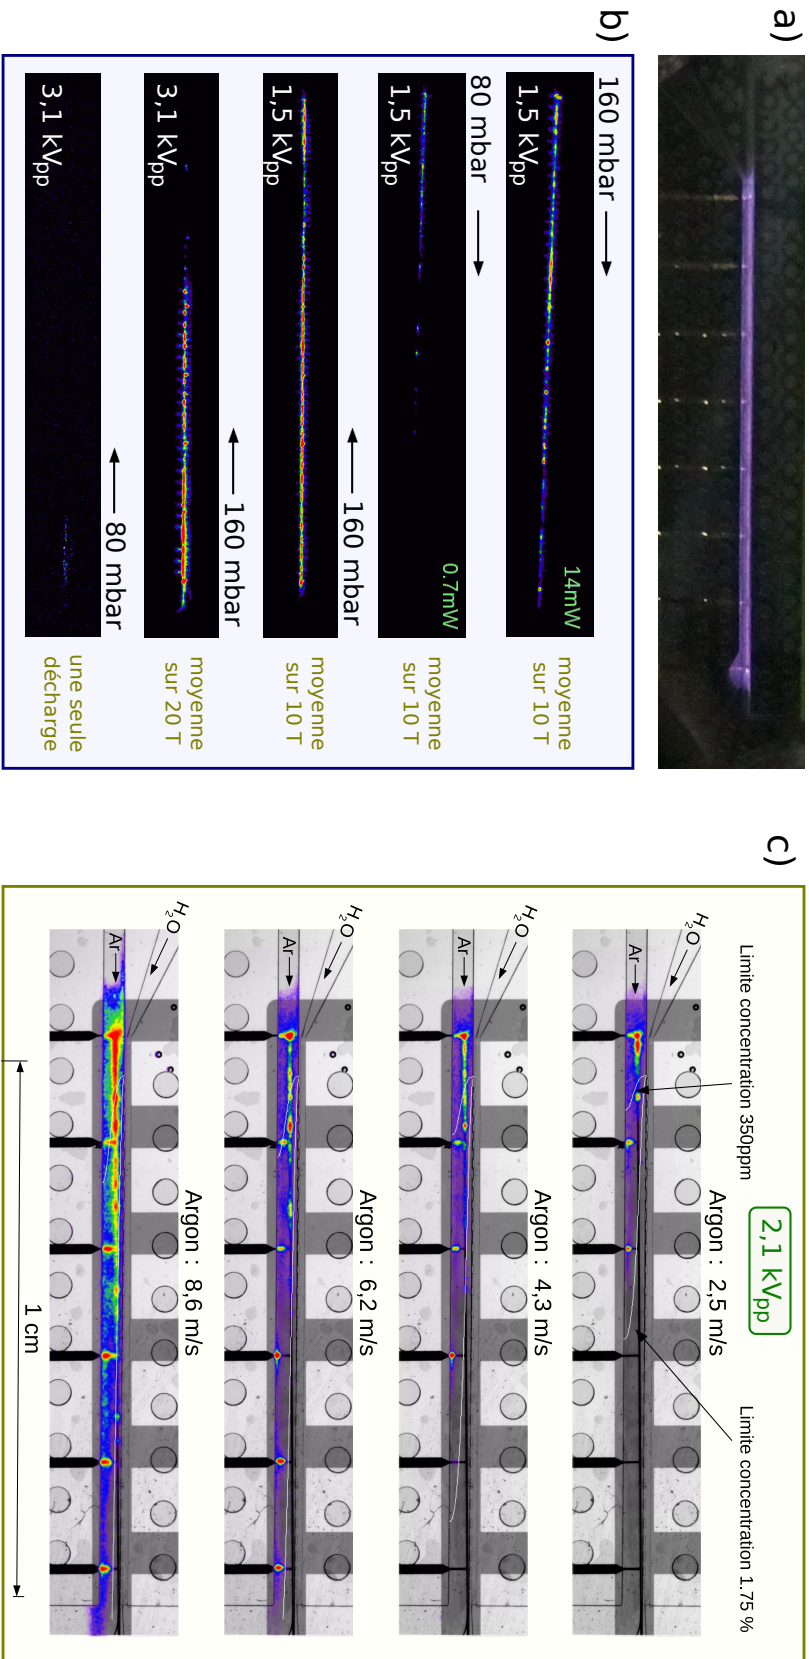 a)
b)
160 mbar
1,5 kVpp
14mW
moyenne
sur 10 T
80 mbar
1,5 kVpp
0.7mW
moyenne
sur 10 T
160 mbar
1,5 kVpp
moyenne
sur 10 T
160 mbar
3,1 kVpp
moyenne
sur 20 T
80 mbar
3,1 kVpp
une seule
décharge
c)
2,1 kVpp
Limite concentration 350ppm
Limite concentration 1.75 %
Argon : 2,5 m/s
H₂O
Ar
Argon : 4,3 m/s
H₂O
Ar
Argon : 6,2 m/s
H₂O
Ar
Argon : 8,6 m/s
H₂O
Ar
1 cm